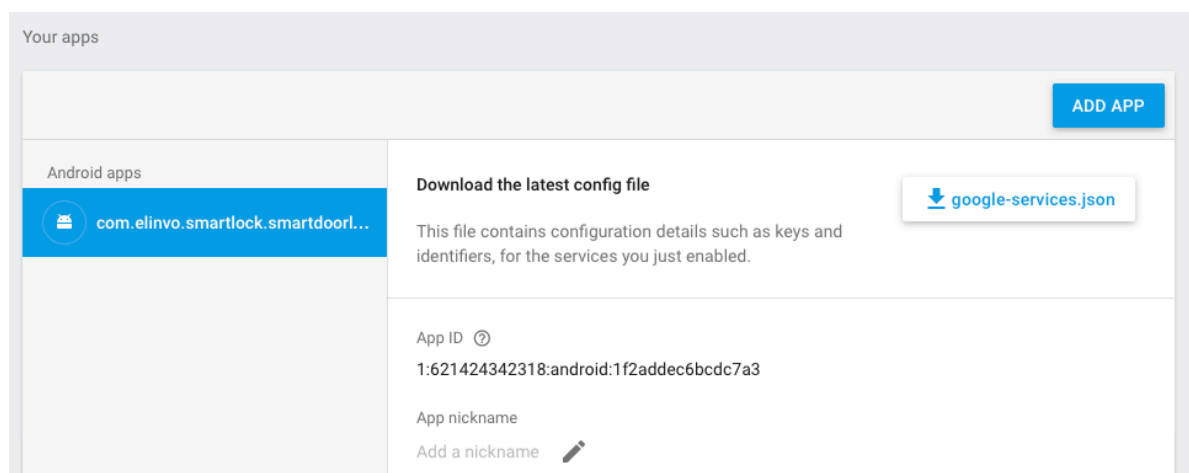 Your apps
ADD APP
Android apps
com.elinvo.smartlock.smartdoorl...
Download the latest config file
google-services.json
This file contains configuration details such as keys and
identifiers, for the services you just enabled.
App ID
1:621424342318:android:1f2addec6bcdc7a3
App nickname
Add a nickname